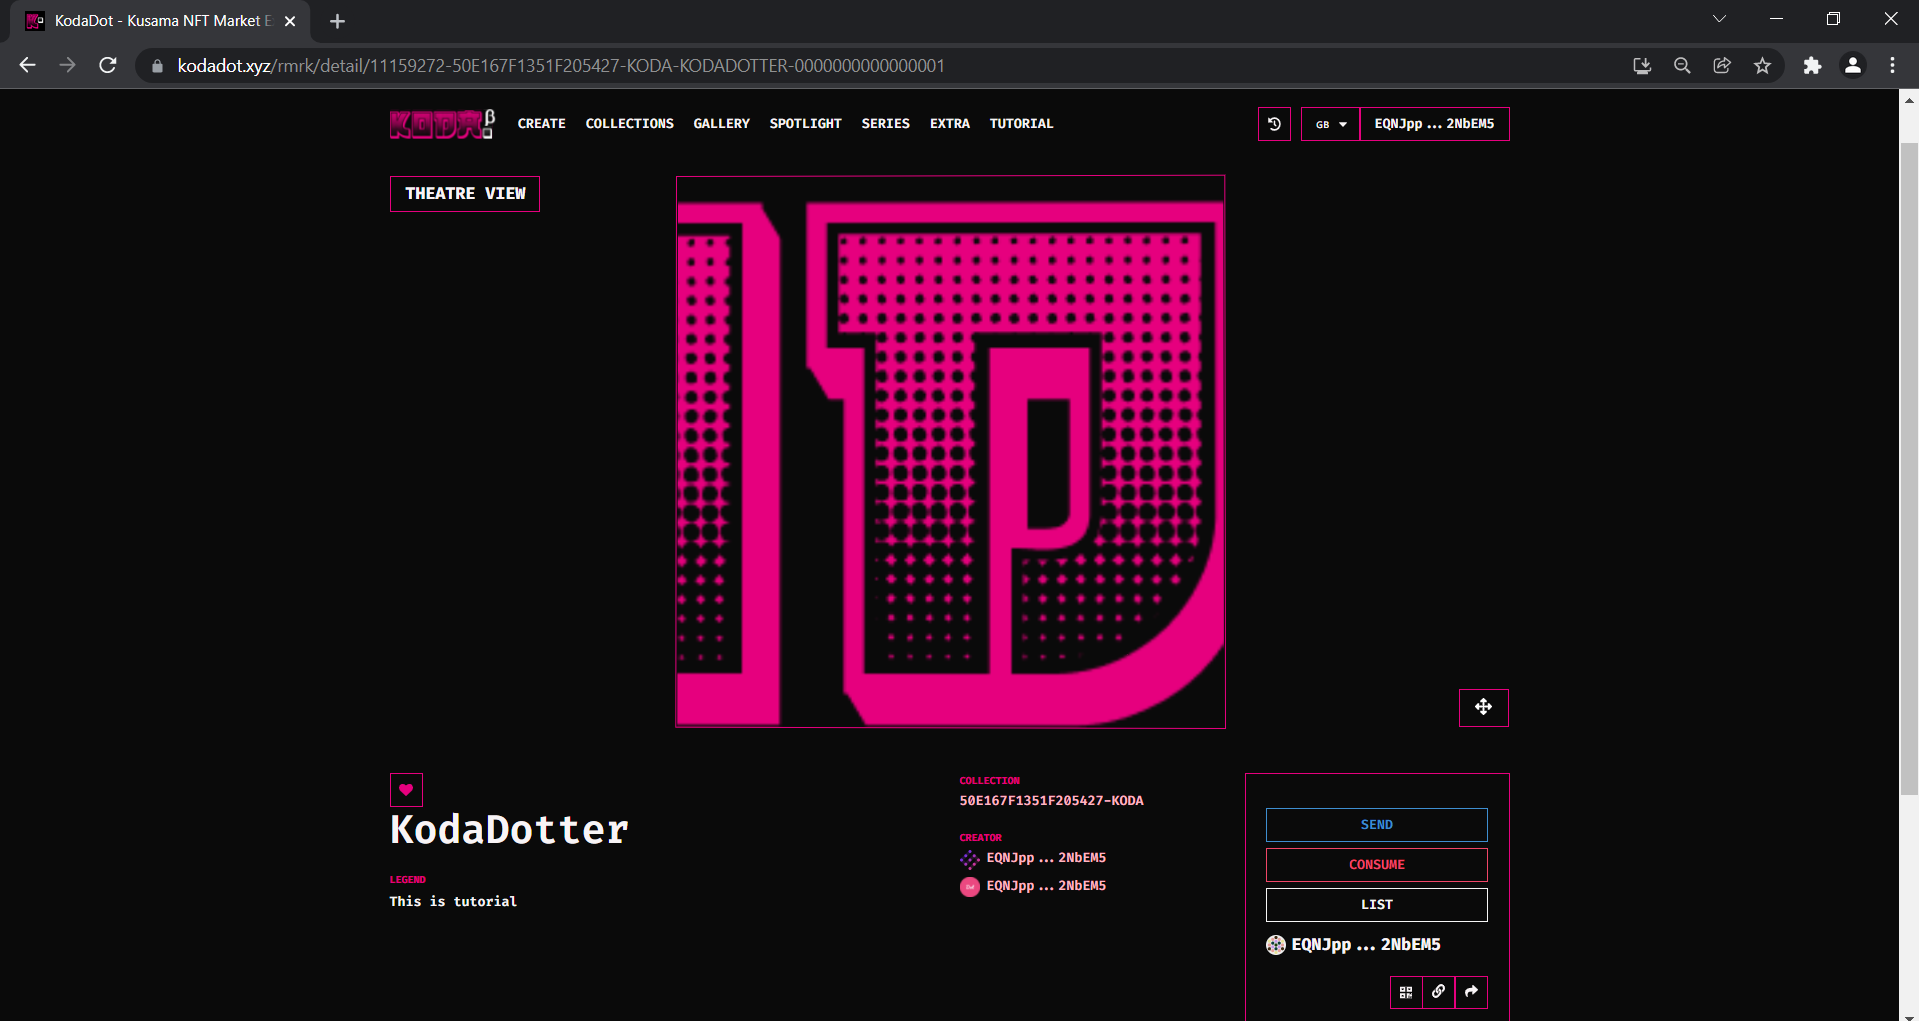 KodaDot - Kusama NFT Market E
kodadot.xyz/rmrk/detail/11159272-50E167F1351F205427-KODA-KODADOTTER-0000000000000001
KODA β.
CREATE COLLECTIONS GALLERY SPOTLIGHT SERIES EXTRA TUTORIAL
GB EQNJpp ... 2NbEM5
THEATRE VIEW
KodaDotter
LEGEND
This is tutorial
COLLECTION
50E167F1351F205427-KODA
CREATOR
EQNJpp ... 2NbEM5
EQNJpp ... 2NbEM5
SEND
CONSUME
LIST
EQNJpp ... 2NbEM5